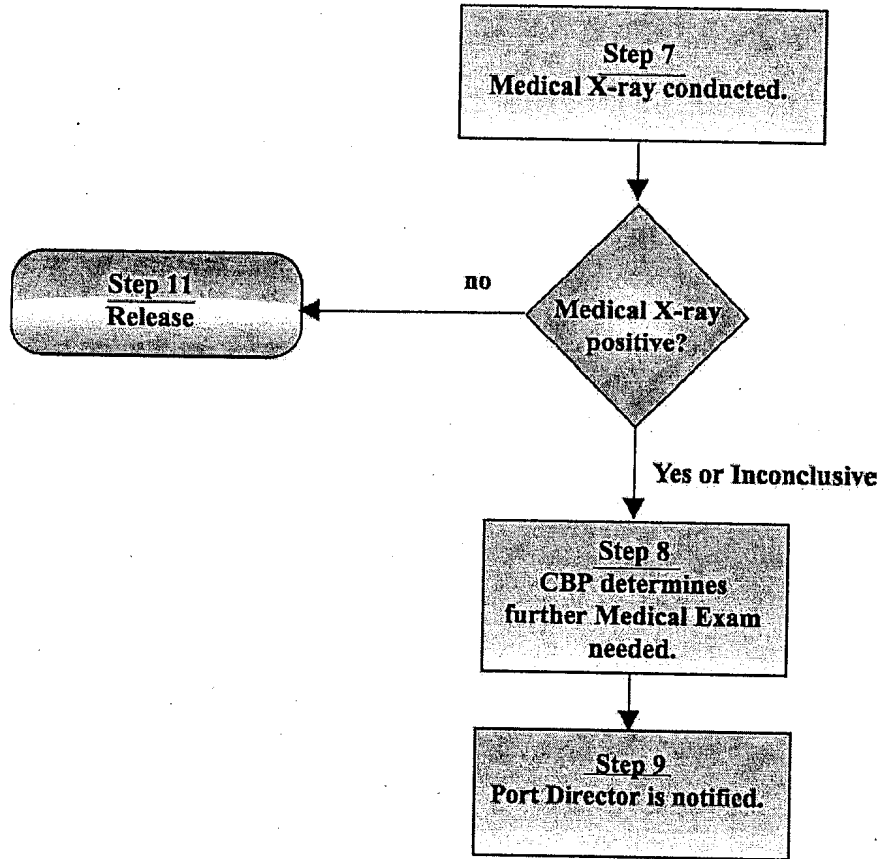 Step 7
Medical X-ray conducted.
Medical X-ray
positive?
no
Step 11
Release
Yes or Inconclusive
Step 8
CBP determines
further Medical Exam
needed.
Step 9
Port Director is notified.